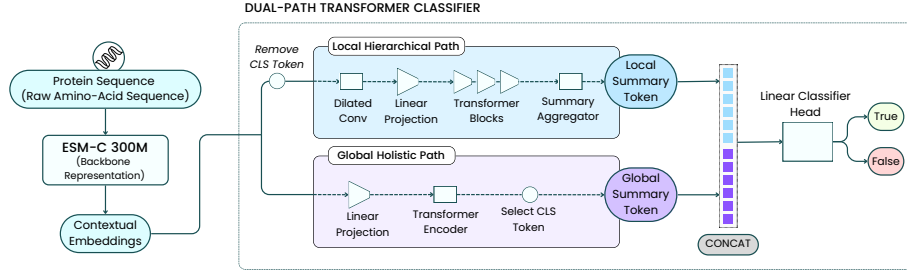 DUAL-PATH TRANSFORMER CLASSIFIER
Protein Sequence
(Raw Amino-Acid Sequence)
ESM-C 300M
(Backbone
Representation)
Contextual
Embeddings
Remove
CLS Token
Local Hierarchical Path
Dilated
Conv
Linear
Projection
Transformer
Blocks
Summary
Aggregator
Local
Summary
Token
Global Holistic Path
Linear
Projection
Transformer
Encoder
Select CLS
Token
Global
Summary
Token
CONCAT
Linear Classifier
Head
True
False